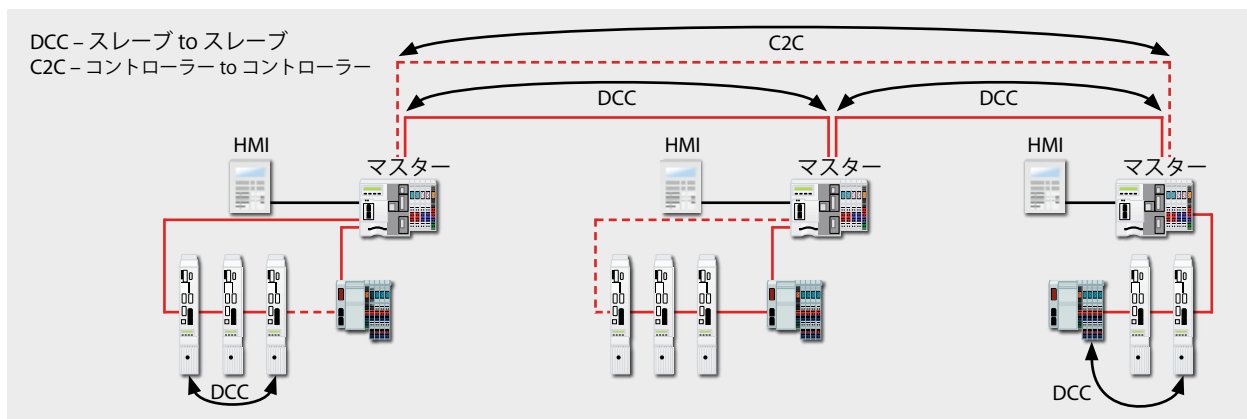 DCC – スレーブ to スレーブ
C2C – コントローラー to コントローラー
C2C
DCC
DCC
HMI
マスター
HMI
マスター
HMI
マスター
DCC
DCC